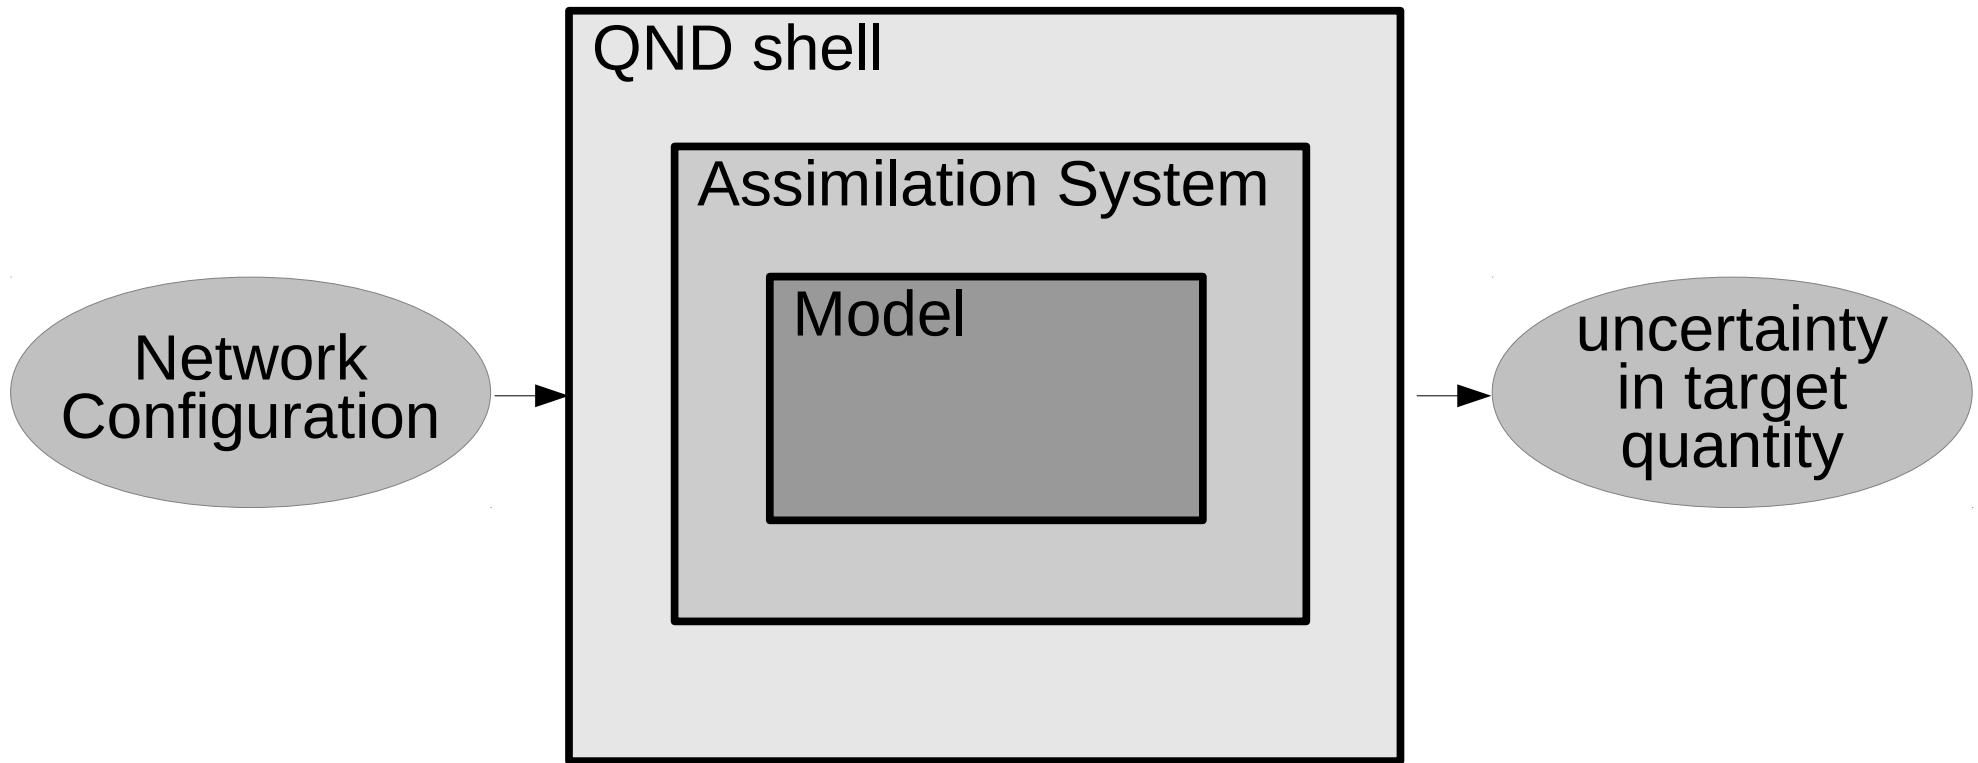 QND shell
Assimilation System
Model
Network
Configuration
uncertainty
in target
quantity